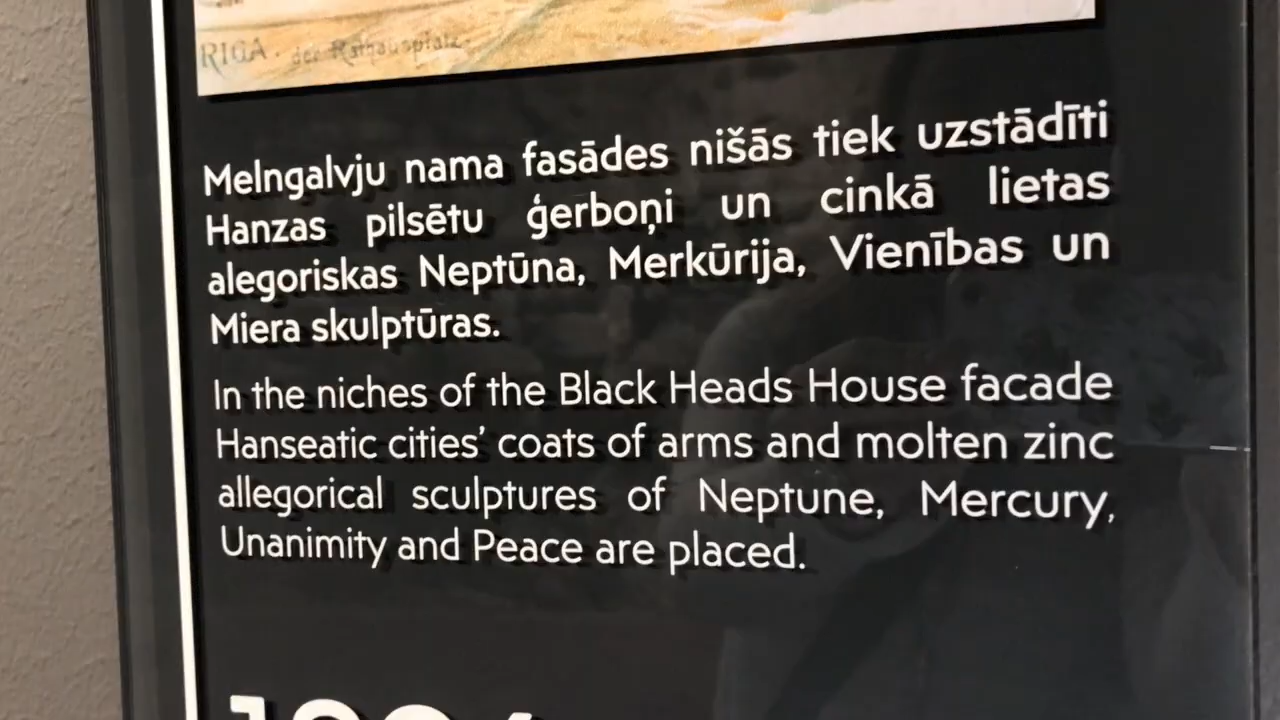 RIGA. der Rathausplatz.
Melngalvju nama fasādes nišās tiek uzstādīti
Hanzas pilsētu ģerboņi un cinkā lietas
alegoriskas Neptūna, Merkūrija, Vienības un
Miera skulptūras.
In the niches of the Black Heads House facade
Hanseatic cities’ coats of arms and molten zinc
allegorical sculptures of Neptune, Mercury,
Unanimity and Peace are placed.